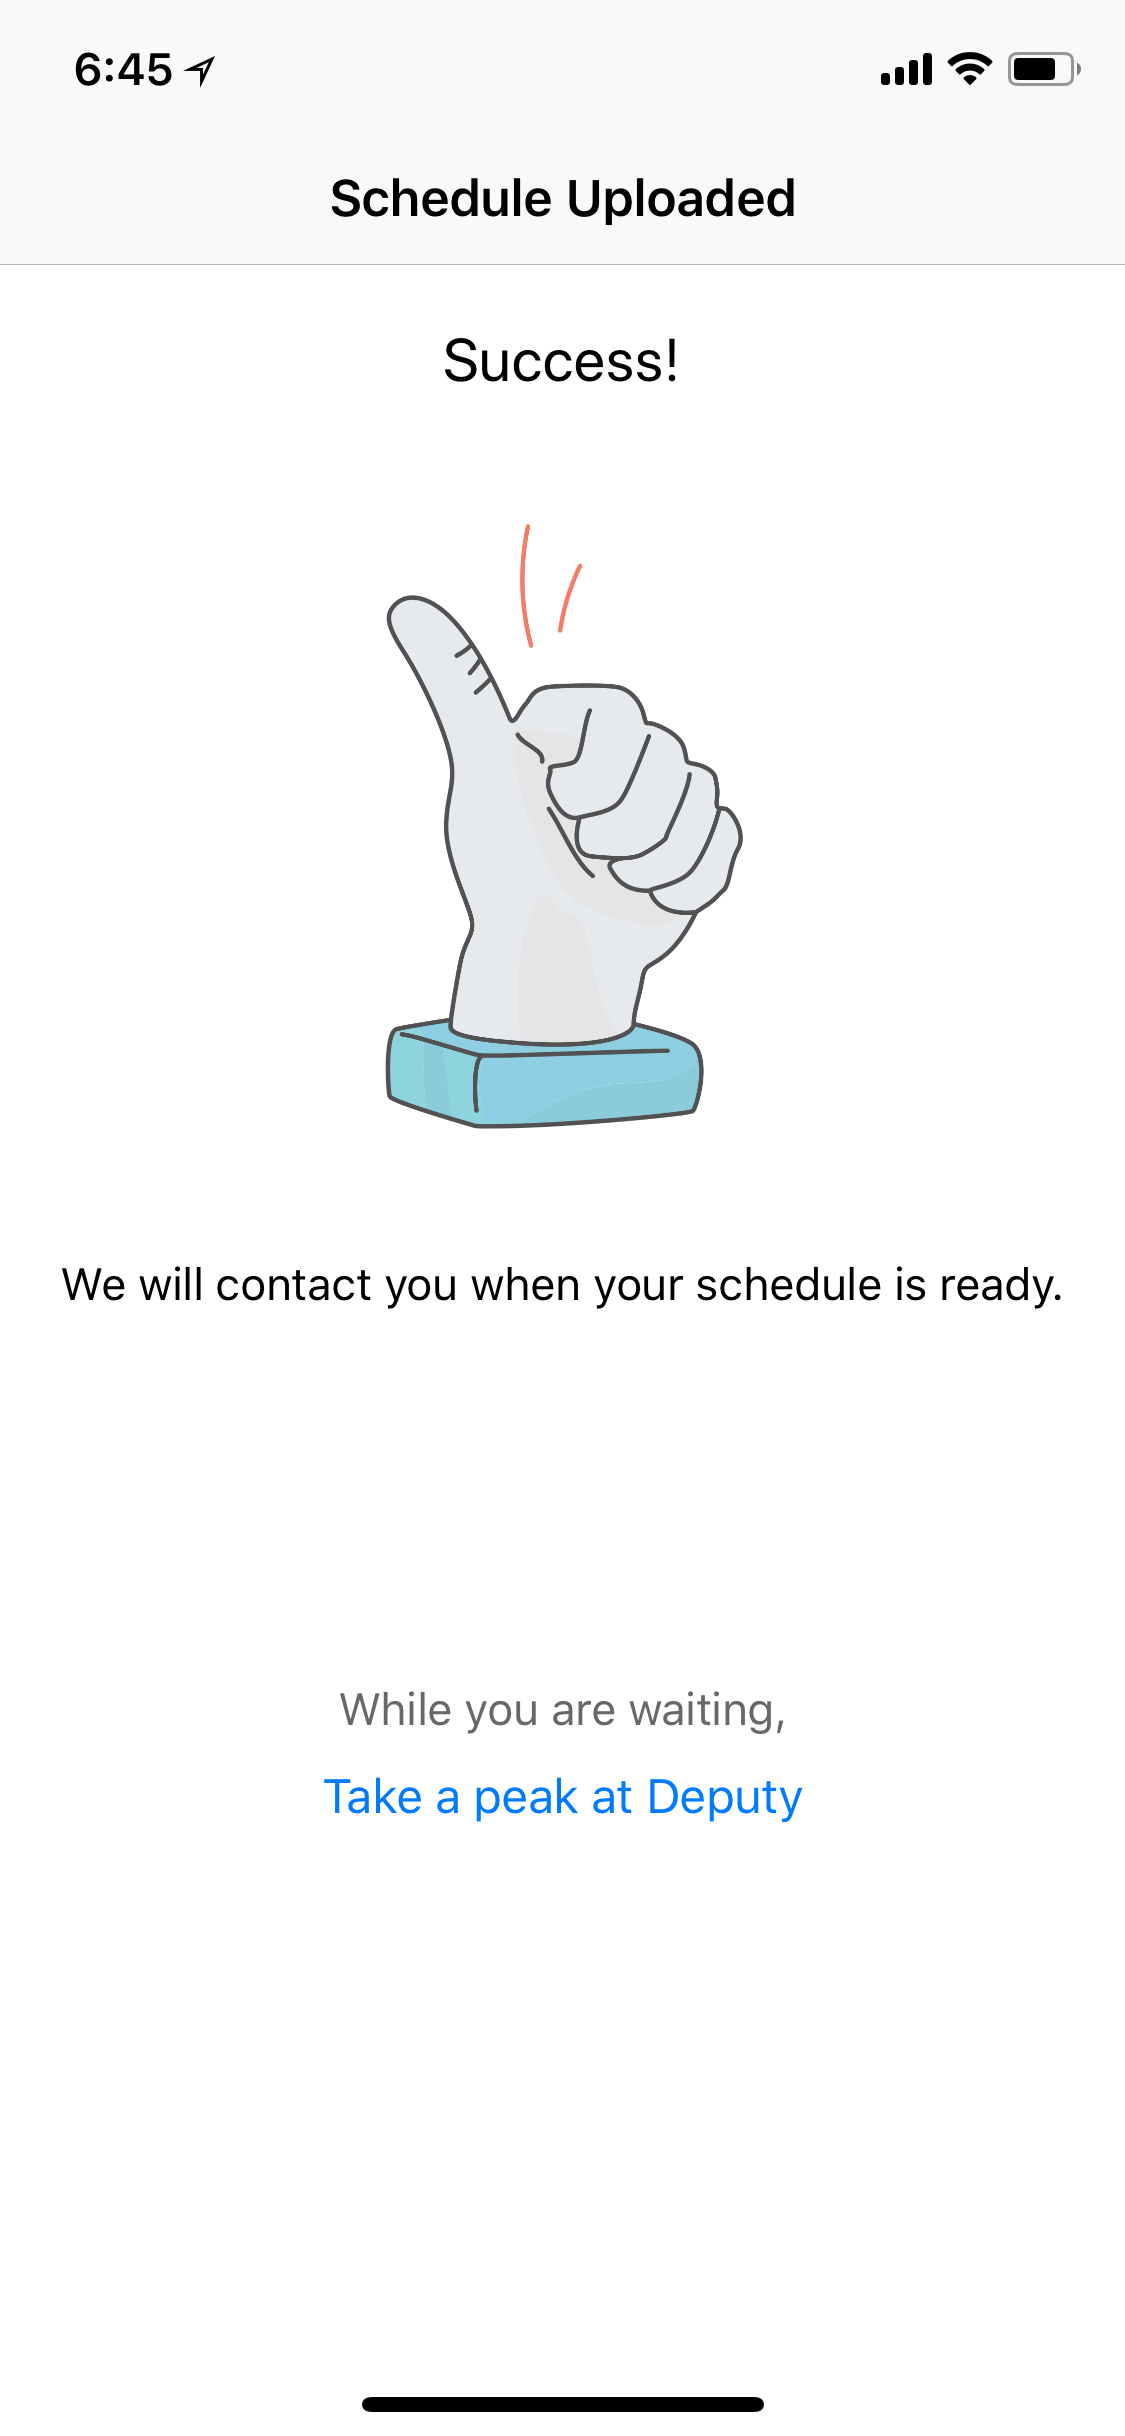 6:45
Schedule Uploaded
Success!
We will contact you when your schedule is ready.
While you are waiting,
Take a peak at Deputy